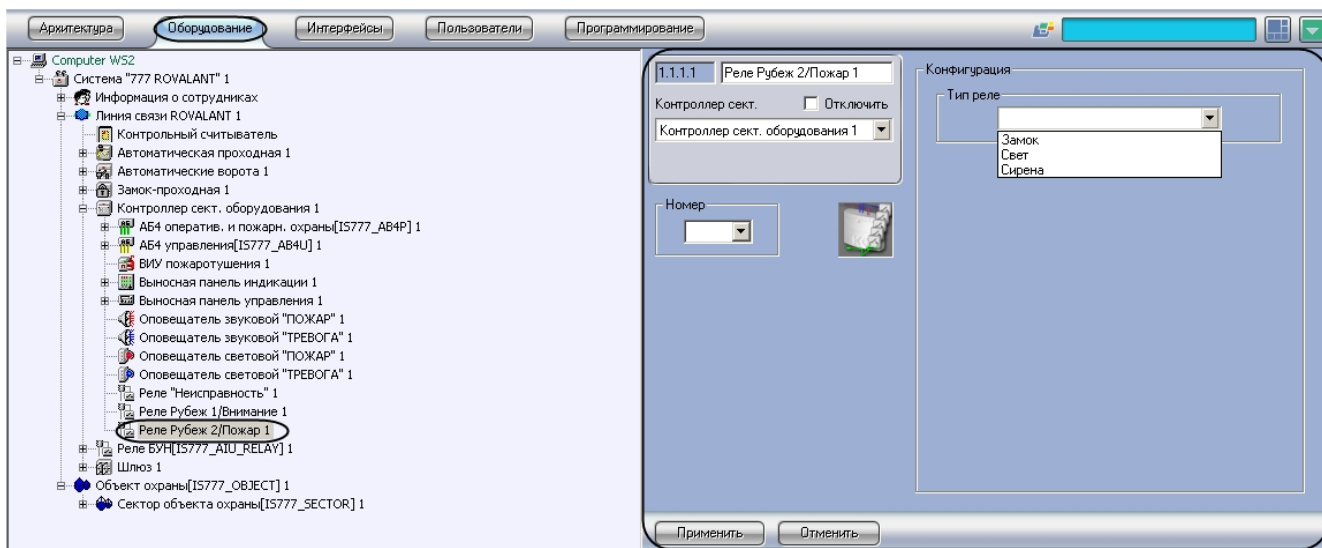 Архитектура Оборудование Интерфейсы Пользователи Программирование
Computer WS2
Система "777 ROVALANT" 1
Информация о сотрудниках
Линия связи ROVALANT 1
Контрольный считыватель
Автоматическая проходная 1
Автоматические ворота 1
Замок-проходная 1
Контроллер сект. оборудования 1
АБ4 оператив. и пожарн. охраны[IS777_AB4P] 1
АБ4 управления[IS777_AB4U] 1
ВИУ пожаротушения 1
Выносная панель индикации 1
Выносная панель управления 1
Оповещатель звуковой "ПОЖАР" 1
Оповещатель звуковой "ТРЕВОГА" 1
Оповещатель световой "ПОЖАР" 1
Оповещатель световой "ТРЕВОГА" 1
Реле "Неисправность" 1
Реле Рубеж 1/Внимание 1
Реле Рубеж 2/Пожар 1
Реле БУН[IS777_AIU_RELAY] 1
Шлюз 1
Объект охраны[IS777_OBJECT] 1
Сектор объекта охраны[IS777_SECTOR] 1
1.1.1.1 Реле Рубеж 2/Пожар 1
Контроллер сект. Отключить
Контроллер сект. оборудования 1
Номер
Конфигурация
Тип реле
Замок
Свет
Сирена
Применить Отменить